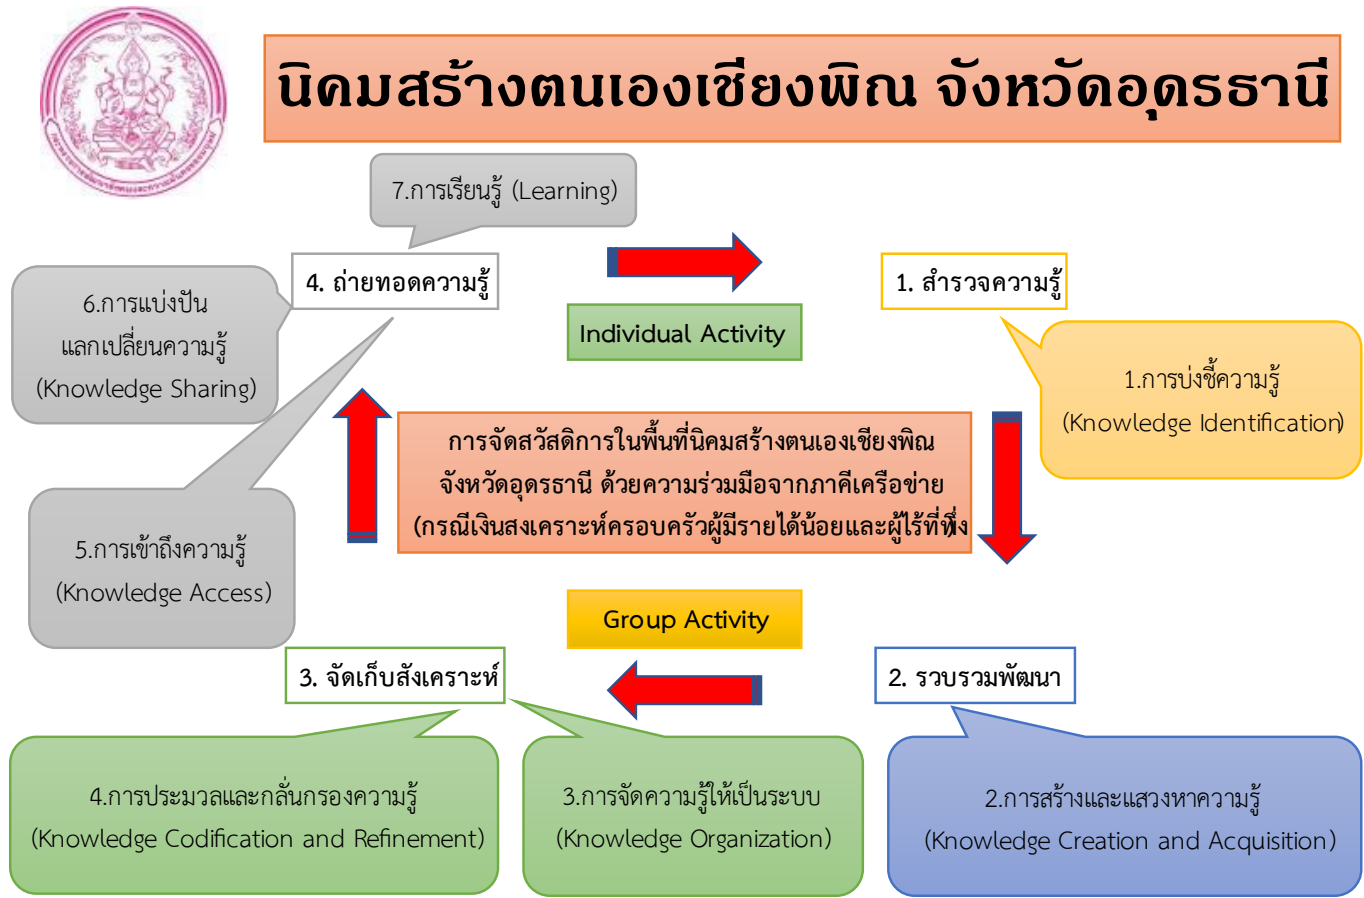 นิคมสร้างตนเองเชียงพิณ จังหวัดอุดรธานี
7.การเรียนรู้ (Learning)
4. ถ่ายทอดความรู้
1. สำรวจความรู้
6.การแบ่งปัน
แลกเปลี่ยนความรู้
(Knowledge Sharing)
Individual Activity
1.การบ่งชี้ความรู้
(Knowledge Identification)
การจัดสวัสดิการในพื้นที่นิคมสร้างตนเองเชียงพิณ
จังหวัดอุดรธานี ด้วยความร่วมมือจากภาคีเครือข่าย
(กรณีเงินสงเคราะห์ครอบครัวผู้มีรายได้น้อยและผู้ไร้ที่พึ่ง)
5.การเข้าถึงความรู้
(Knowledge Access)
Group Activity
3. จัดเก็บสังเคราะห์
2. รวบรวมพัฒนา
4.การประมวลและกลั่นกรองความรู้
(Knowledge Codification and Refinement)
3.การจัดความรู้ให้เป็นระบบ
(Knowledge Organization)
2.การสร้างและแสวงหาความรู้
(Knowledge Creation and Acquisition)